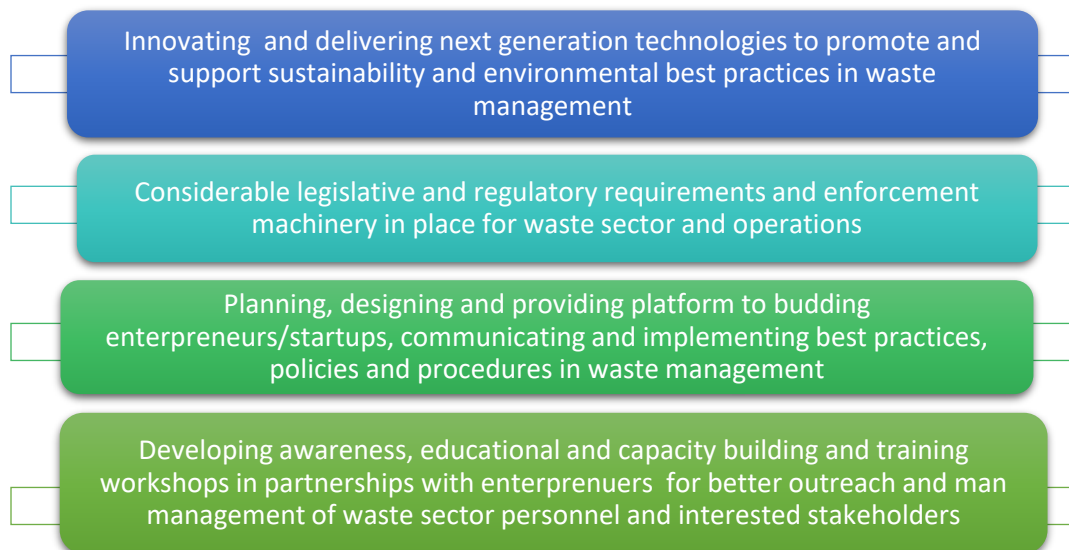 Innovating  and delivering next generation technologies to promote and
support sustainability and environmental best practices in waste
management
Considerable legislative and regulatory requirements and enforcement
machinery in place for waste sector and operations
Planning, designing and providing platform to budding
enterpreneurs/startups, communicating and implementing best practices,
policies and procedures in waste management
Developing awareness, educational and capacity building and training
workshops in partnerships with enterprenuers  for better outreach and man
management of waste sector personnel and interested stakeholders